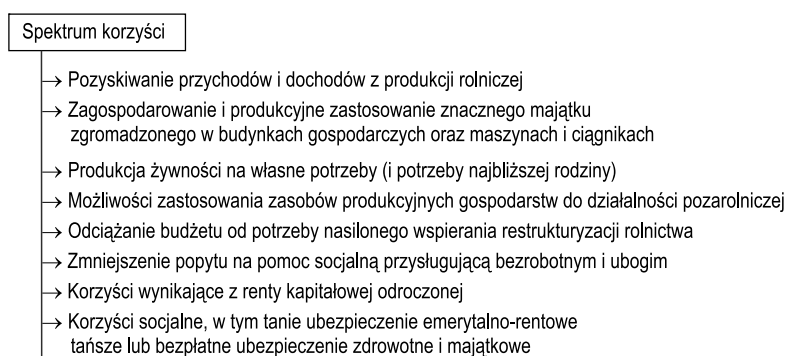 Spektrum korzyści
→ Pozyskiwanie przychodów i dochodów z produkcji rolniczej
→ Zagospodarowanie i produkcyjne zastosowanie znacznego majątku
zgromadzonego w budynkach gospodarczych oraz maszynach i ciągnikach
→ Produkcja żywności na własne potrzeby (i potrzeby najbliższej rodziny)
→ Możliwości zastosowania zasobów produkcyjnych gospodarstw do działalności pozarolniczej
→ Odciążanie budżetu od potrzeby nasilonego wspierania restrukturyzacji rolnictwa
→ Zmniejszenie popytu na pomoc socjalną przysługującą bezrobotnym i ubogim
→ Korzyści wynikające z renty kapitałowej odroczonej
→ Korzyści socjalne, w tym tanie ubezpieczenie emerytalno-rentowe
tańsze lub bezpłatne ubezpieczenie zdrowotne i majątkowe